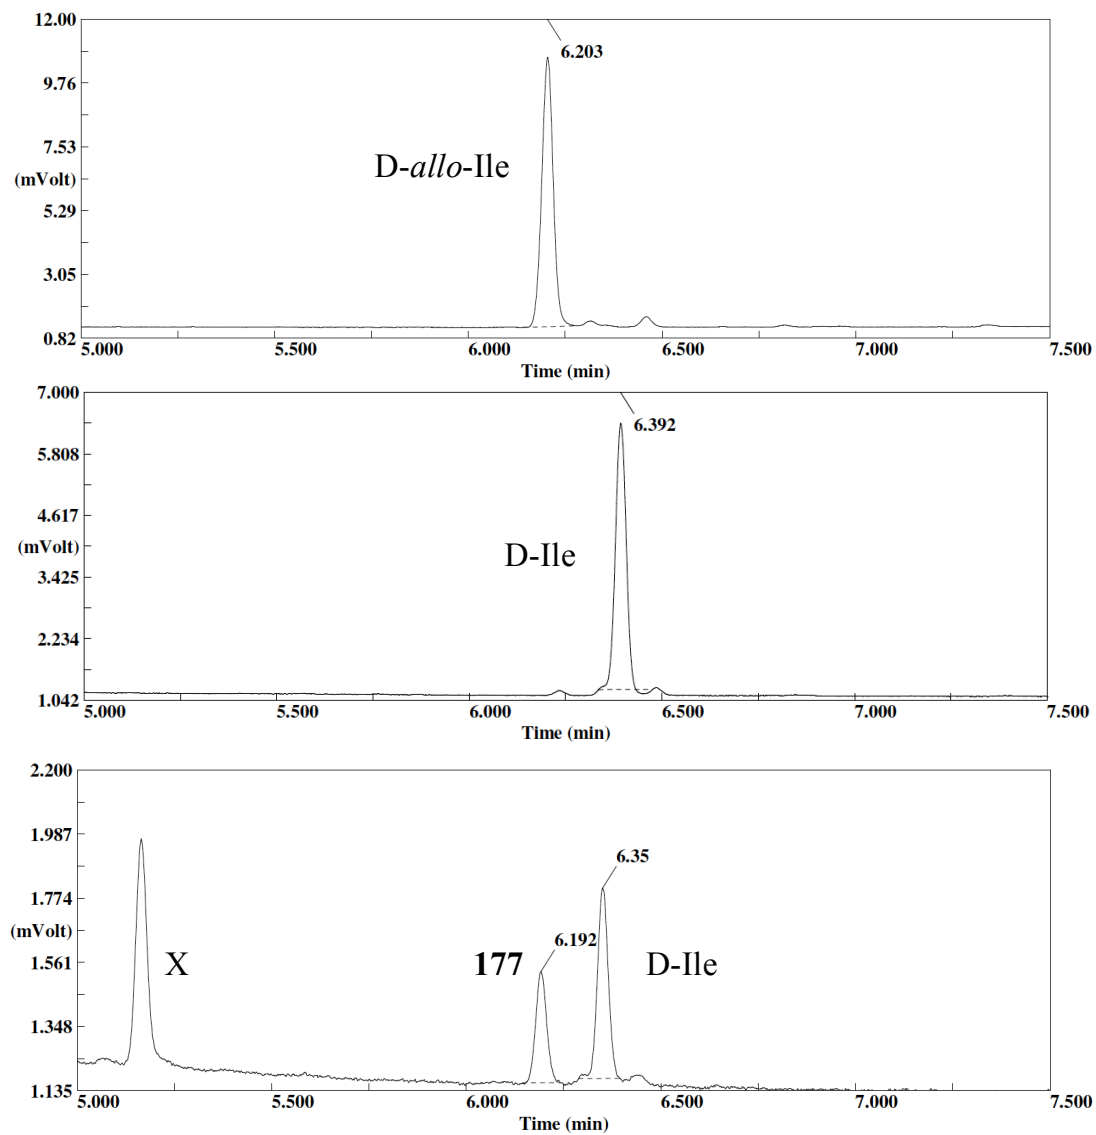 12.00
6.203
9.76
D-allo-Ile
7.53
(mVolt)
5.29
3.05
0.82
5.000 5.500 6.000 6.500 7.000 7.500
Time (min)
7.000
6.392
5.808
4.617
(mVolt)
D-Ile
3.425
2.234
1.042
5.000 5.500 6.000 6.500 7.000 7.500
Time (min)
2.200
1.987
6.35
1.774
(mVolt)
6.192
1.561
X 177 D-Ile
1.348
1.135
5.000 5.500 6.000 6.500 7.000 7.500
Time (min)